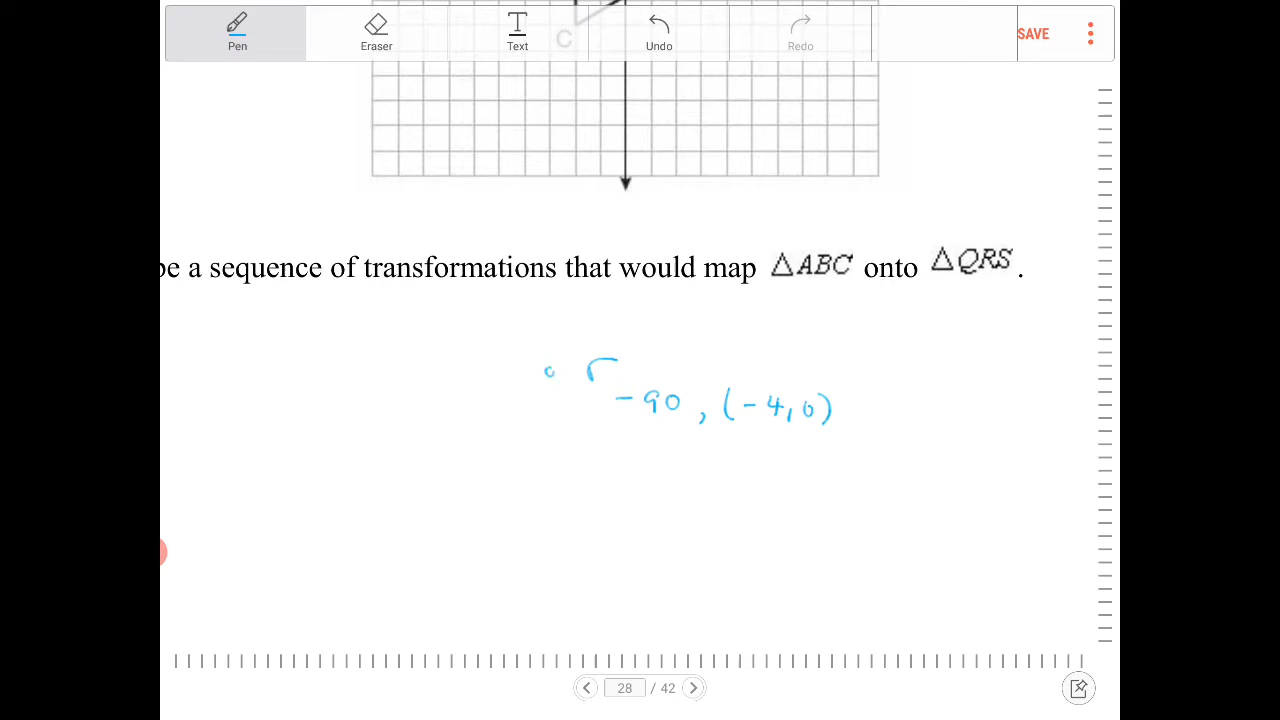 Pen Eraser Text Undo Redo SAVE
C
be a sequence of transformations that would map △ABC onto △QRS.
∘ r
-90, (-4,0)
28 / 42